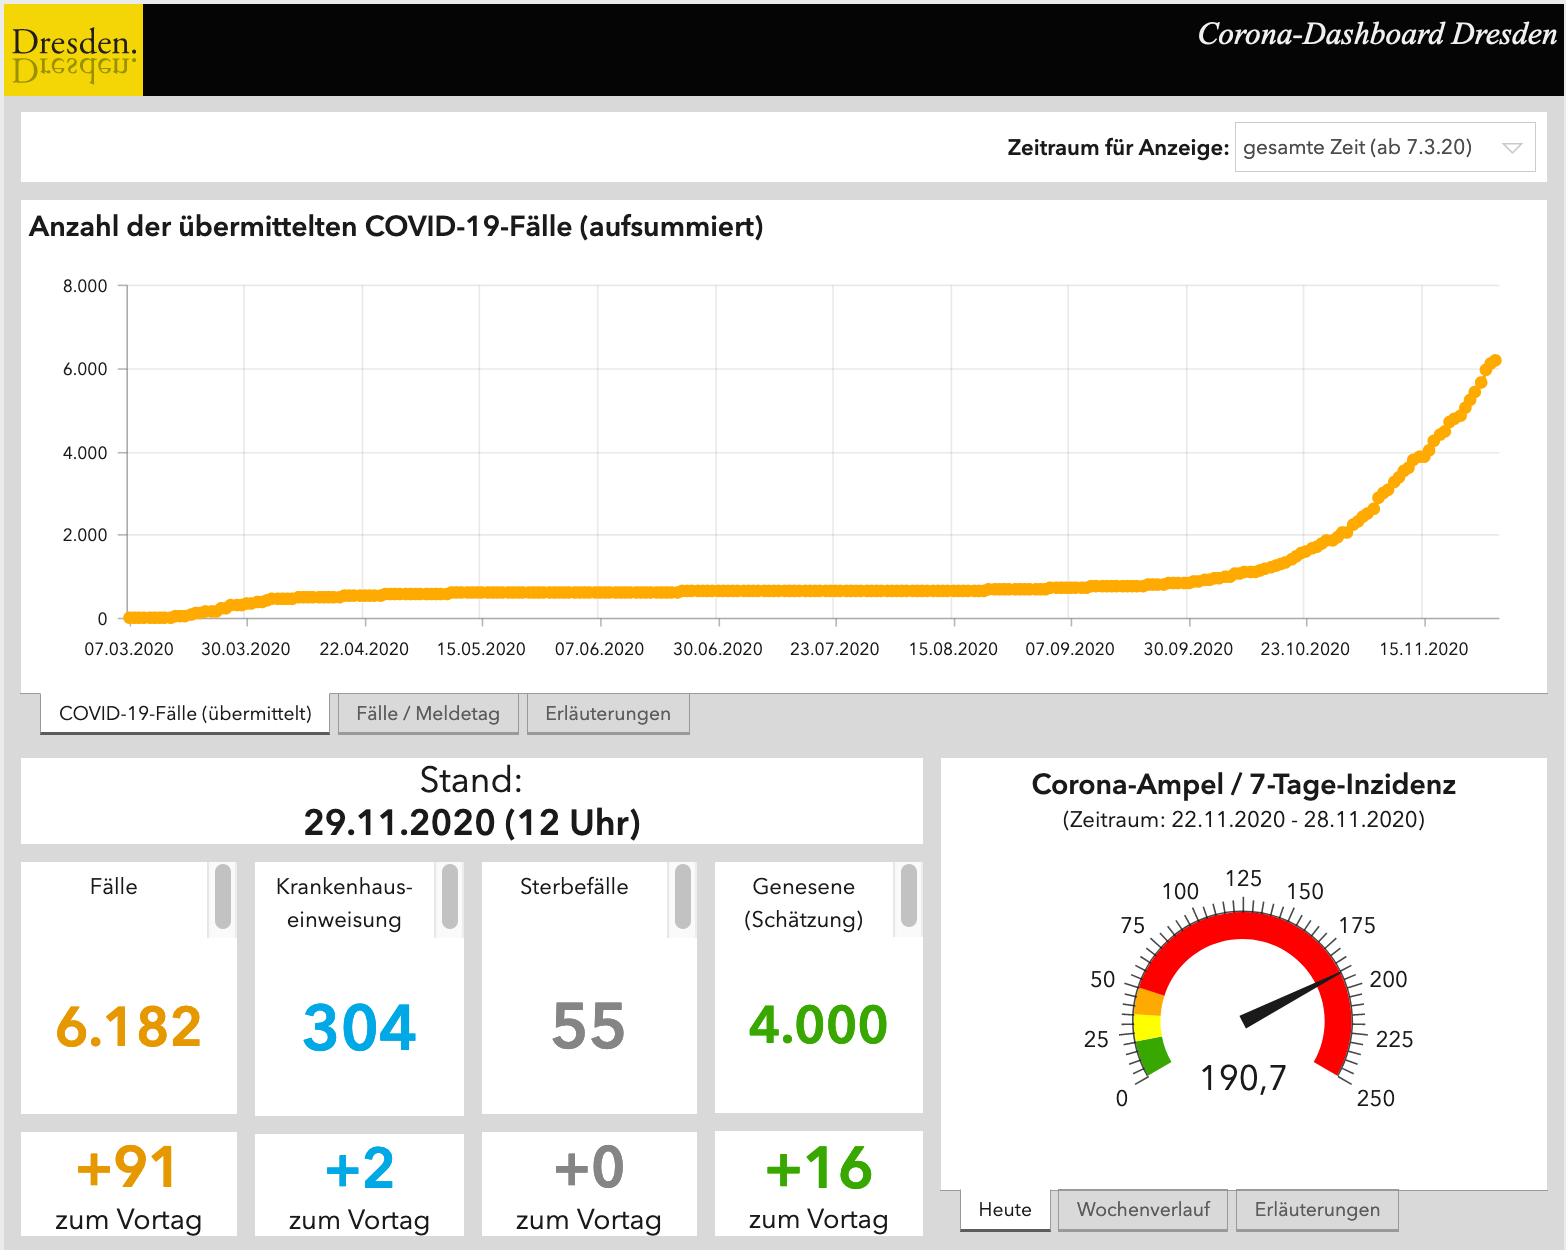 Dresden.
Dresden.
Corona-Dashboard Dresden
Zeitraum für Anzeige: gesamte Zeit (ab 7.3.20)
Anzahl der übermittelten COVID-19-Fälle (aufsummiert)
8.000
6.000
4.000
2.000
0
07.03.2020 30.03.2020 22.04.2020 15.05.2020 07.06.2020 30.06.2020 23.07.2020 15.08.2020 07.09.2020 30.09.2020 23.10.2020 15.11.2020
COVID-19-Fälle (übermittelt) Fälle / Meldetag Erläuterungen
Stand:
29.11.2020 (12 Uhr)
Fälle
6.182
+91
zum Vortag
Krankenhaus-
einweisung
304
+2
zum Vortag
Sterbefälle
55
+0
zum Vortag
Genesene
(Schätzung)
4.000
+16
zum Vortag
Corona-Ampel / 7-Tage-Inzidenz
(Zeitraum: 22.11.2020 - 28.11.2020)
0
25
50
75
100
125
150
175
200
225
250
190,7
Heute Wochenverlauf Erläuterungen